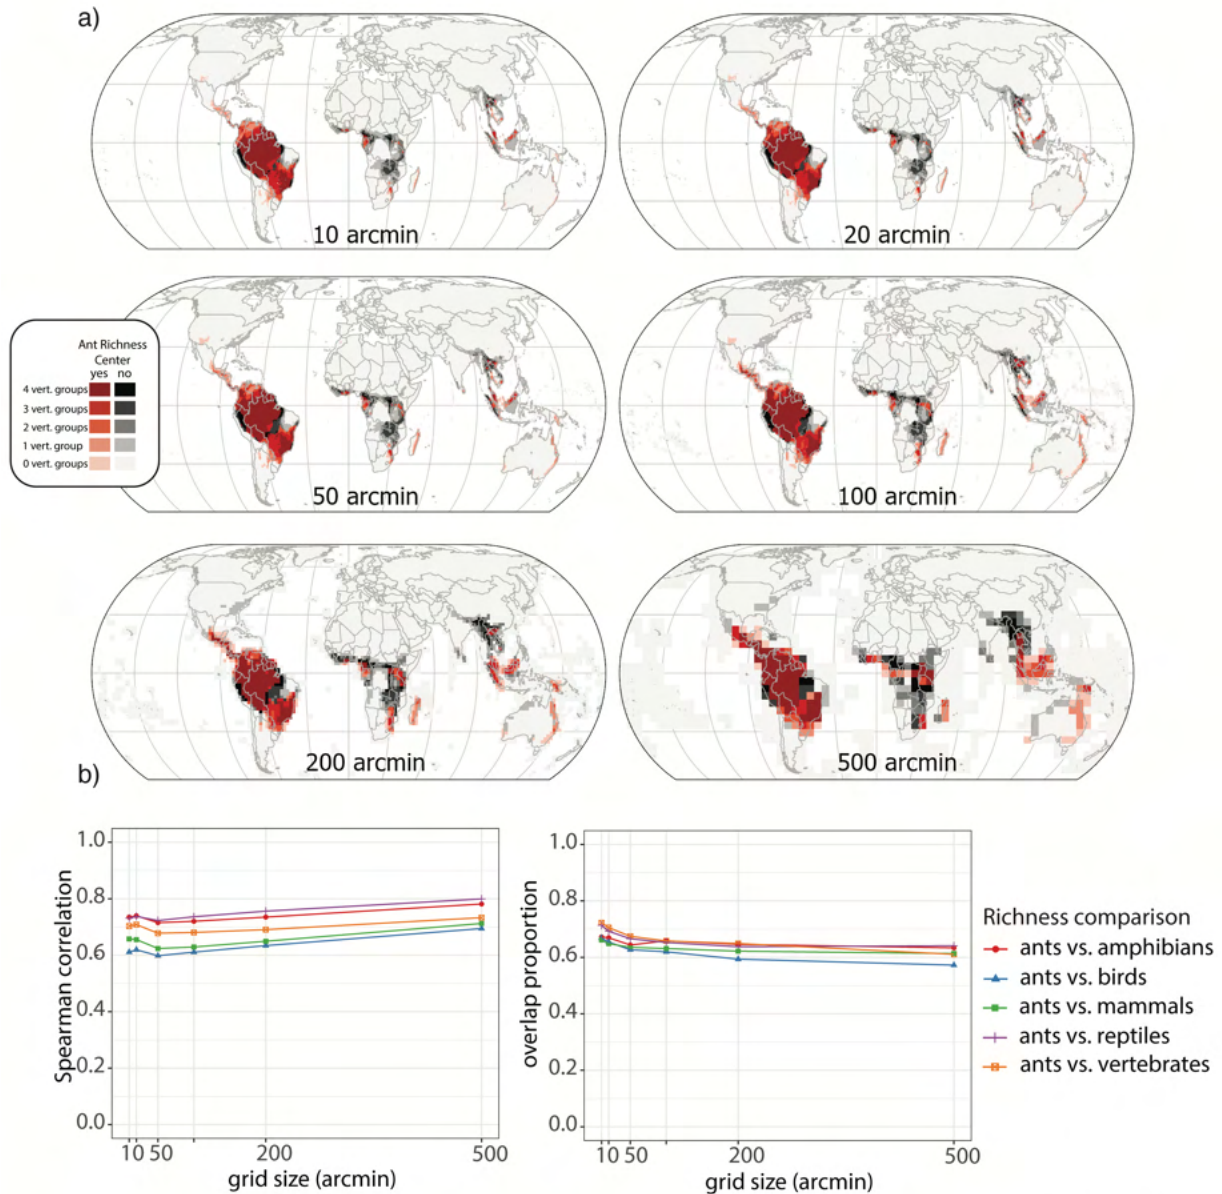 a)
10 arcmin
20 arcmin
Ant Richness
Center
yes no
4 vert. groups
3 vert. groups
2 vert. groups
1 vert. group
0 vert. groups
50 arcmin
100 arcmin
200 arcmin
500 arcmin
b)
Spearman correlation
1.0
0.8
0.6
0.4
0.2
0.0
10 50 200 500
grid size (arcmin)
overlap proportion
1.0
0.8
0.6
0.4
0.2
0.0
10 50 200 500
grid size (arcmin)
Richness comparison
ants vs. amphibians
ants vs. birds
ants vs. mammals
ants vs. reptiles
ants vs. vertebrates